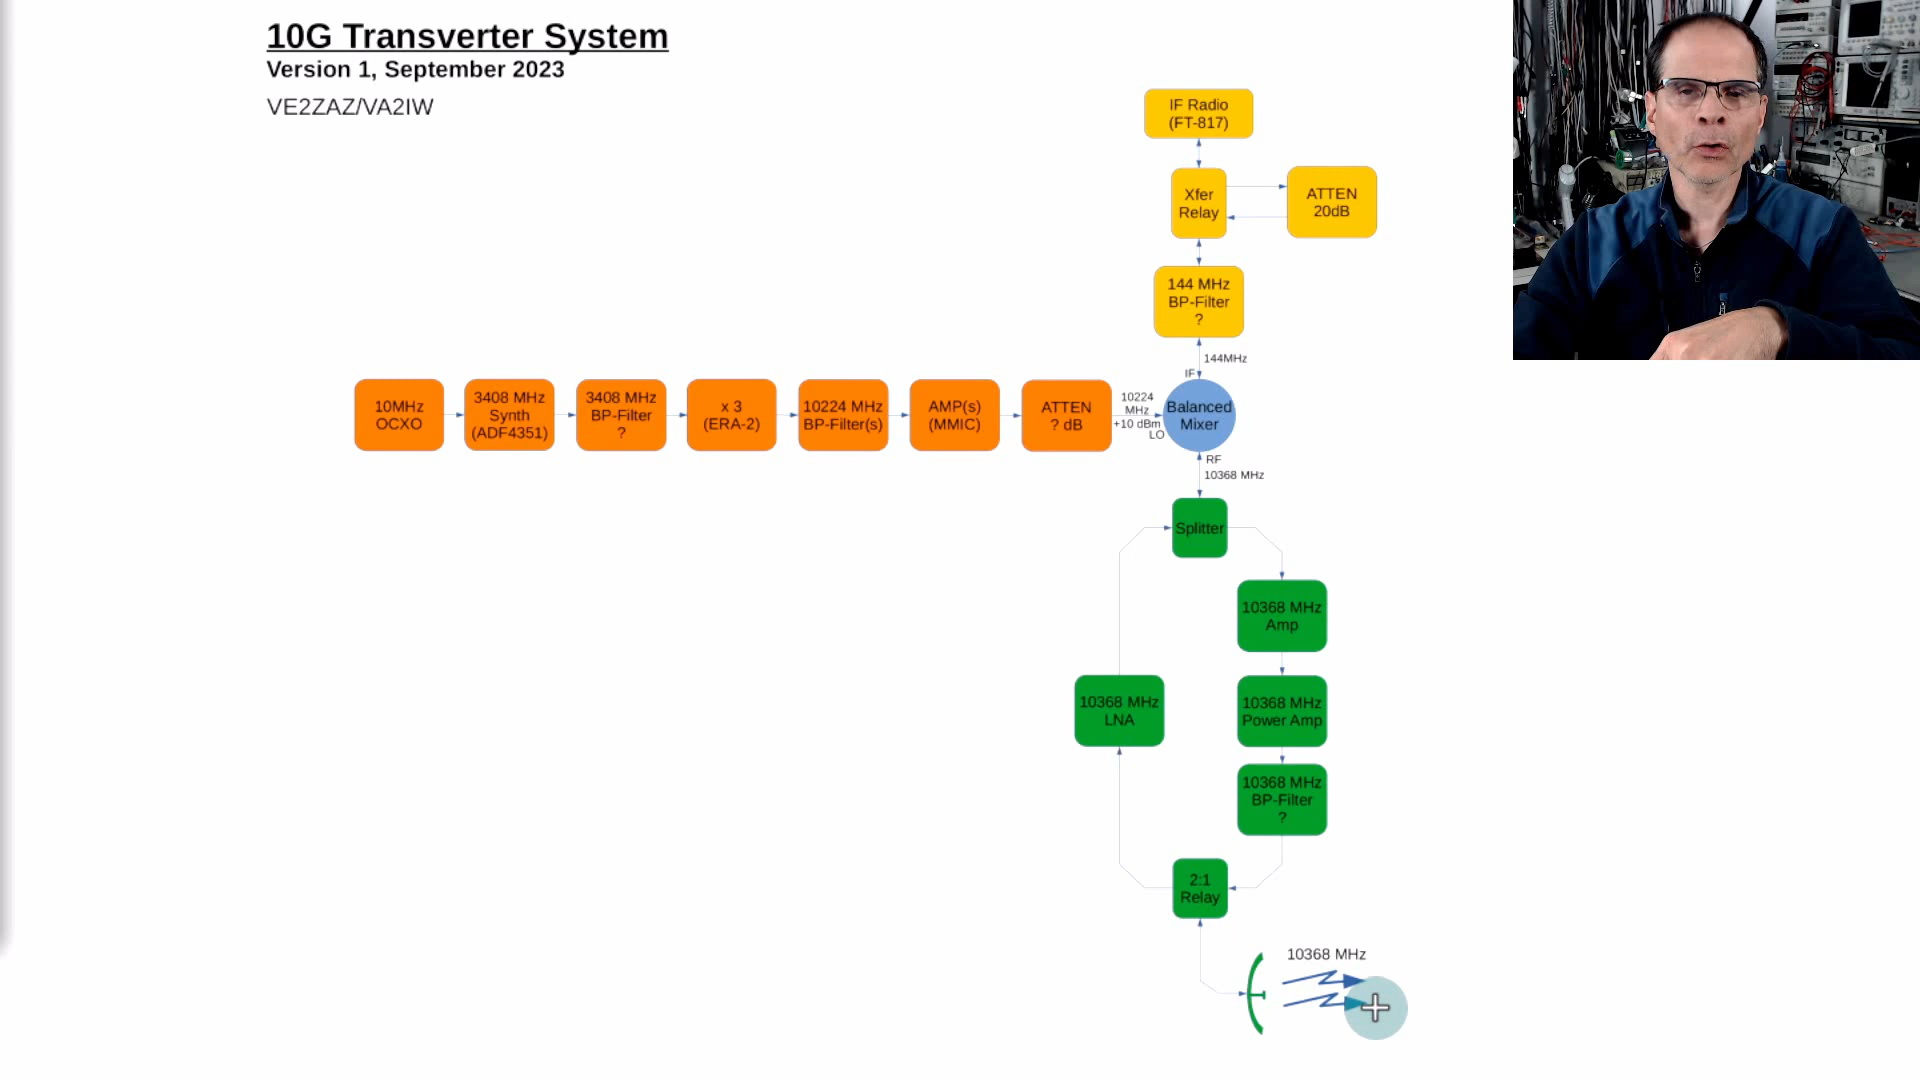 10G Transverter System
Version 1, September 2023
VE2ZAZ/VA2IW
IF Radio
(FT-817)
Xfer
Relay
ATTEN
20dB
144 MHz
BP-Filter
?
144MHz
IF
10MHz
OCXO
3408 MHz
Synth
(ADF4351)
3408 MHz
BP-Filter
?
x 3
(ERA-2)
10224 MHz
BP-Filter(s)
AMP(s)
(MMIC)
ATTEN
? dB
10224
MHz
+10 dBm
LO
Balanced
Mixer
RF
10368 MHz
Splitter
10368 MHz
Amp
10368 MHz
LNA
10368 MHz
Power Amp
10368 MHz
BP-Filter
?
2:1
Relay
10368 MHz